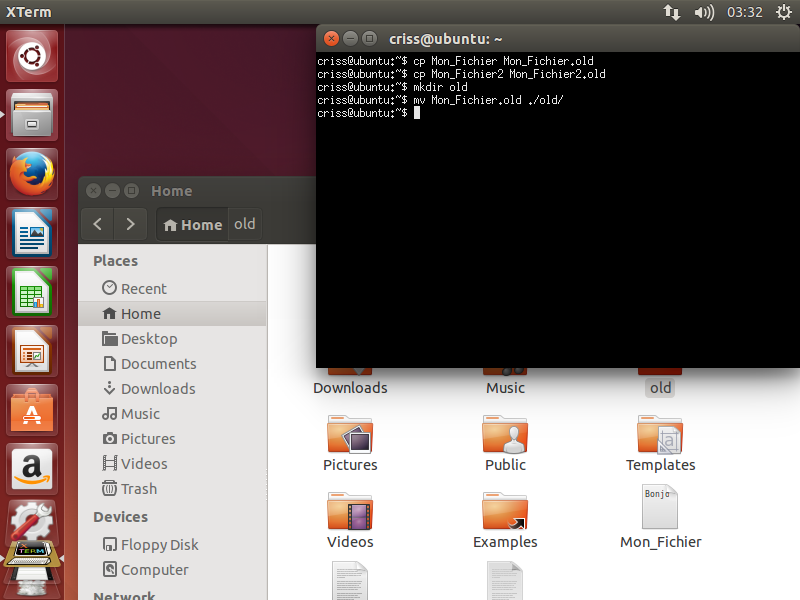 XTerm
03:32
criss@ubuntu: ~
criss@ubuntu:~$ cp Mon_Fichier Mon_Fichier.old
criss@ubuntu:~$ cp Mon_Fichier2 Mon_Fichier2.old
criss@ubuntu:~$ mkdir old
criss@ubuntu:~$ mv Mon_Fichier.old ./old/
criss@ubuntu:~$
Home
Home old
Places
Recent
Home
Desktop
Documents
Downloads
Music
Pictures
Videos
Trash
Devices
Floppy Disk
Computer
Network
Downloads Music old
Pictures Public Templates
Bonjo
Videos Examples Mon_Fichier
A
a
a
XTERM